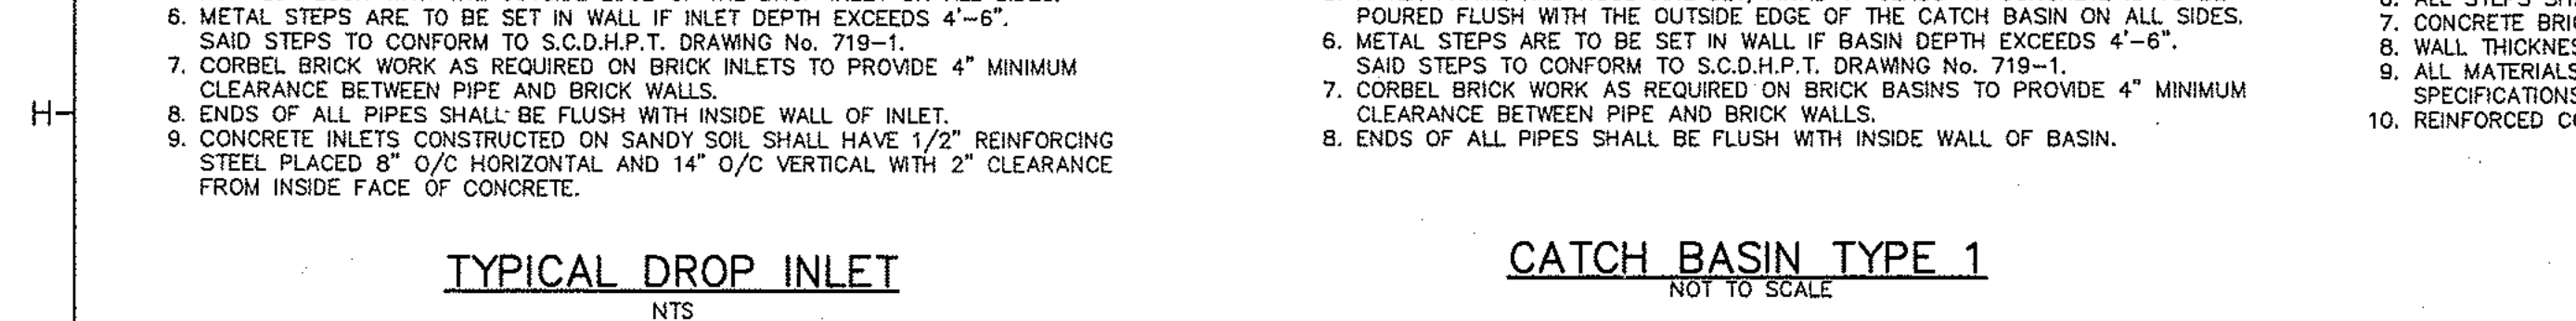 6. METAL STEPS ARE TO BE SET IN WALL IF INLET DEPTH EXCEEDS 4'-6".
SAID STEPS TO CONFORM TO S.C.D.H.P.T. DRAWING No. 719-1.
7. CORBEL BRICK WORK AS REQUIRED ON BRICK INLETS TO PROVIDE 4" MINIMUM
CLEARANCE BETWEEN PIPE AND BRICK WALLS.
8. ENDS OF ALL PIPES SHALL BE FLUSH WITH INSIDE WALL OF INLET.
9. CONCRETE INLETS CONSTRUCTED ON SANDY SOIL SHALL HAVE 1/2" REINFORCING
STEEL PLACED 8" O/C HORIZONTAL AND 14" O/C VERTICAL WITH 2" CLEARANCE
FROM INSIDE FACE OF CONCRETE.
H
TYPICAL DROP INLET
NTS
POURED FLUSH WITH THE OUTSIDE EDGE OF THE CATCH BASIN ON ALL SIDES.
6. METAL STEPS ARE TO BE SET IN WALL IF BASIN DEPTH EXCEEDS 4'-6".
SAID STEPS TO CONFORM TO S.C.D.H.P.T. DRAWING No. 719-1.
7. CORBEL BRICK WORK AS REQUIRED ON BRICK BASINS TO PROVIDE 4" MINIMUM
CLEARANCE BETWEEN PIPE AND BRICK WALLS.
8. ENDS OF ALL PIPES SHALL BE FLUSH WITH INSIDE WALL OF BASIN.
CATCH BASIN TYPE 1
NOT TO SCALE
7. CONCRETE BRI
8. WALL THICKNES
9. ALL MATERIALS
SPECIFICATIONS
10. REINFORCED CO